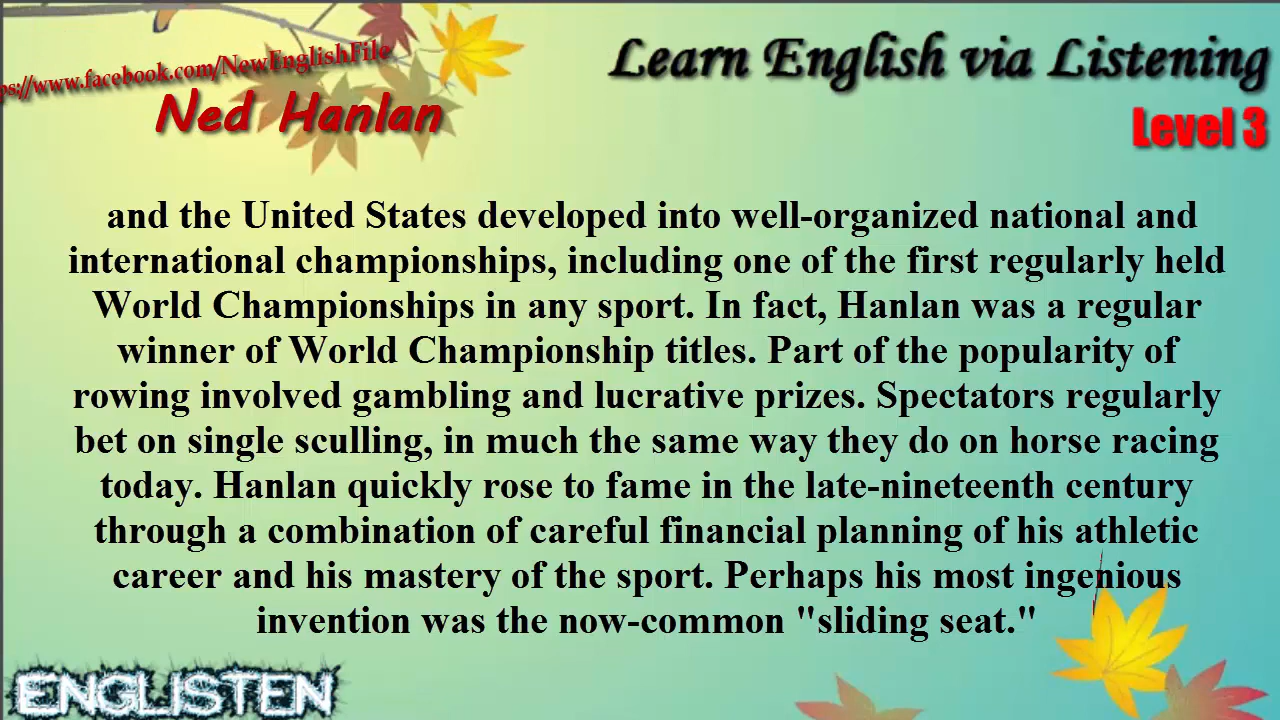 ps://www.facebook.com/NewEnglishFile
Ned Hanlan
Learn English via Listening
Level 3
and the United States developed into well-organized national and
international championships, including one of the first regularly held
World Championships in any sport. In fact, Hanlan was a regular
winner of World Championship titles. Part of the popularity of
rowing involved gambling and lucrative prizes. Spectators regularly
bet on single sculling, in much the same way they do on horse racing
today. Hanlan quickly rose to fame in the late-nineteenth century
through a combination of careful financial planning of his athletic
career and his mastery of the sport. Perhaps his most ingenious
invention was the now-common "sliding seat."
ENGLISTEN